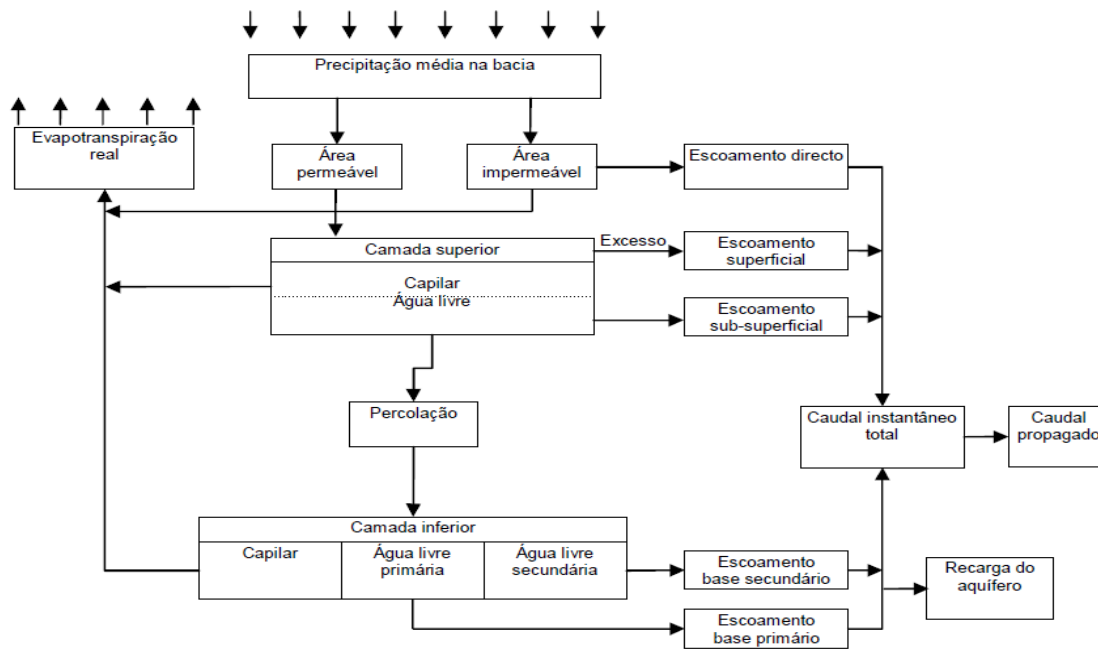 Precipitação média na bacia
Evapotranspiração
real
Área
permeável
Área
impermeável
Escoamento directo
Camada superior
Excesso
Escoamento
superficial
Capilar
Água livre
Escoamento
sub-superficial
Percolação
Caudal instantâneo
total
Caudal
propagado
Camada inferior
Capilar
Água livre
primária
Água livre
secundária
Escoamento
base secundário
Recarga do
aquífero
Escoamento
base primário